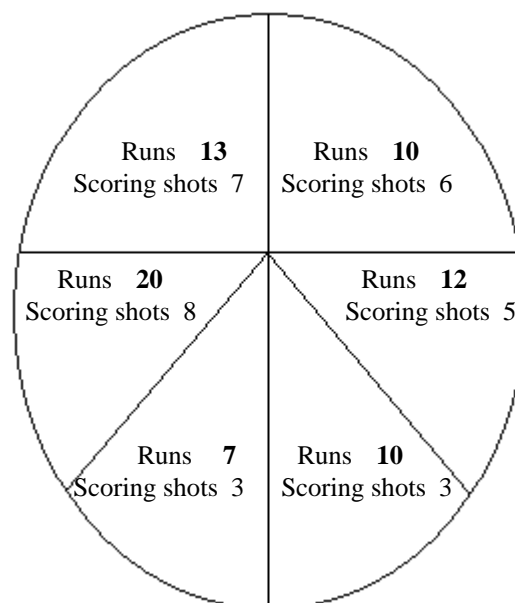 Runs 13
Scoring shots 7
Runs 10
Scoring shots 6
Runs 20
Scoring shots 8
Runs 12
Scoring shots 5
Runs 7
Scoring shots 3
Runs 10
Scoring shots 3